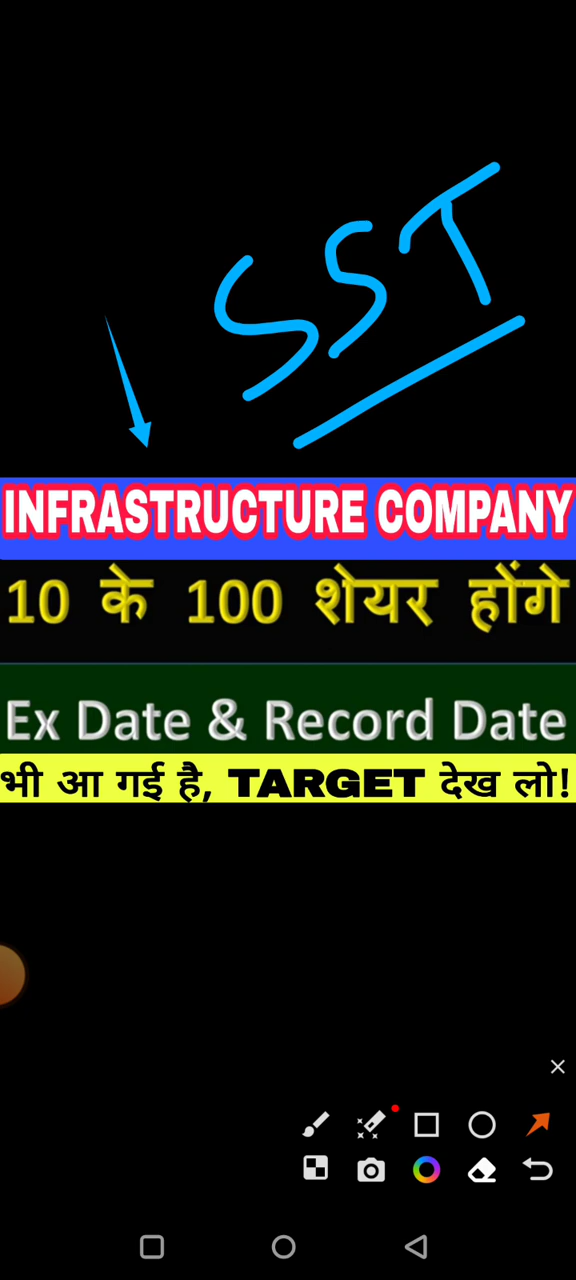 SST
INFRASTRUCTURE COMPANY
10 के 100 शेयर होंगे
Ex Date & Record Date
भी आ गई है, TARGET देख लो!